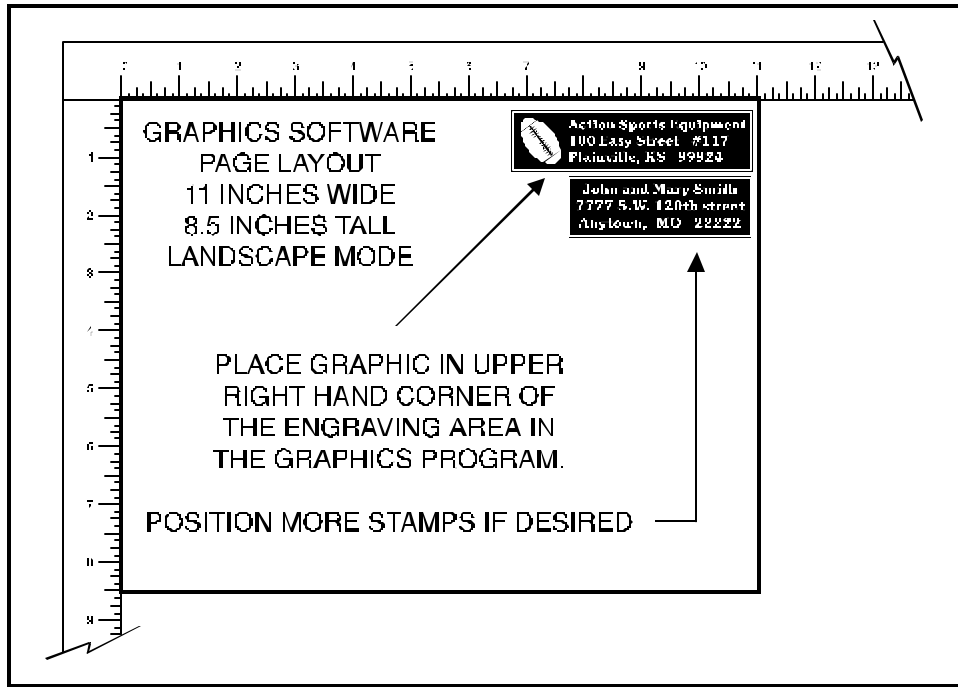 GRAPHICS SOFTWARE
PAGE LAYOUT
11 INCHES WIDE
8.5 INCHES TALL
LANDSCAPE MODE
Action Sports Equipment
100 Easy Street #117
Plainville, KS 99924
John and Mary Smith
7777 S.W. 120th street
Anytown, MO 22222
PLACE GRAPHIC IN UPPER
RIGHT HAND CORNER OF
THE ENGRAVING AREA IN
THE GRAPHICS PROGRAM.
POSITION MORE STAMPS IF DESIRED